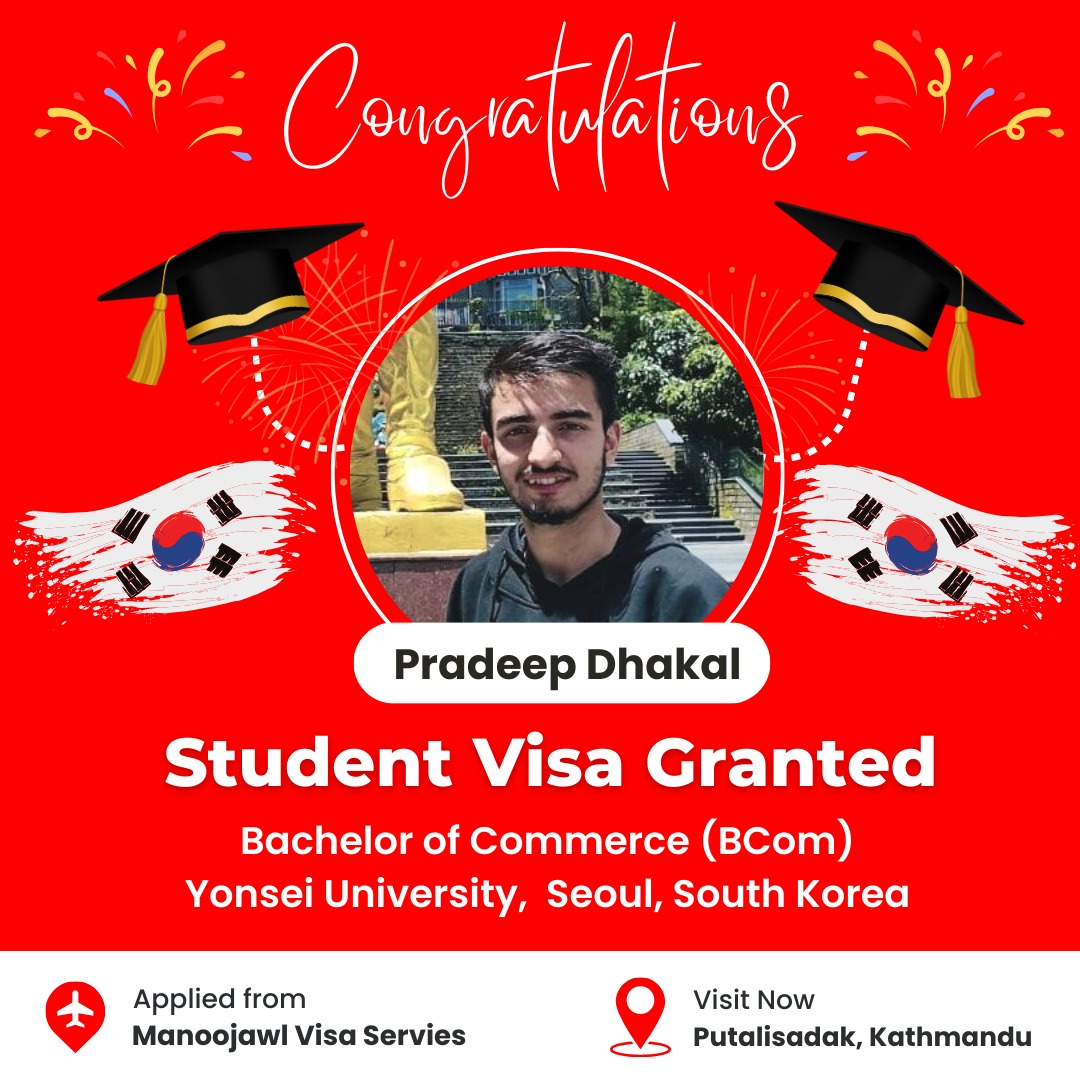 Congratulations
Pradeep Dhakal
Student Visa Granted
Bachelor of Commerce (BCom)
Yonsei University, Seoul, South Korea
Applied from
Manoojawl Visa Servies
Visit Now
Putalisadak, Kathmandu